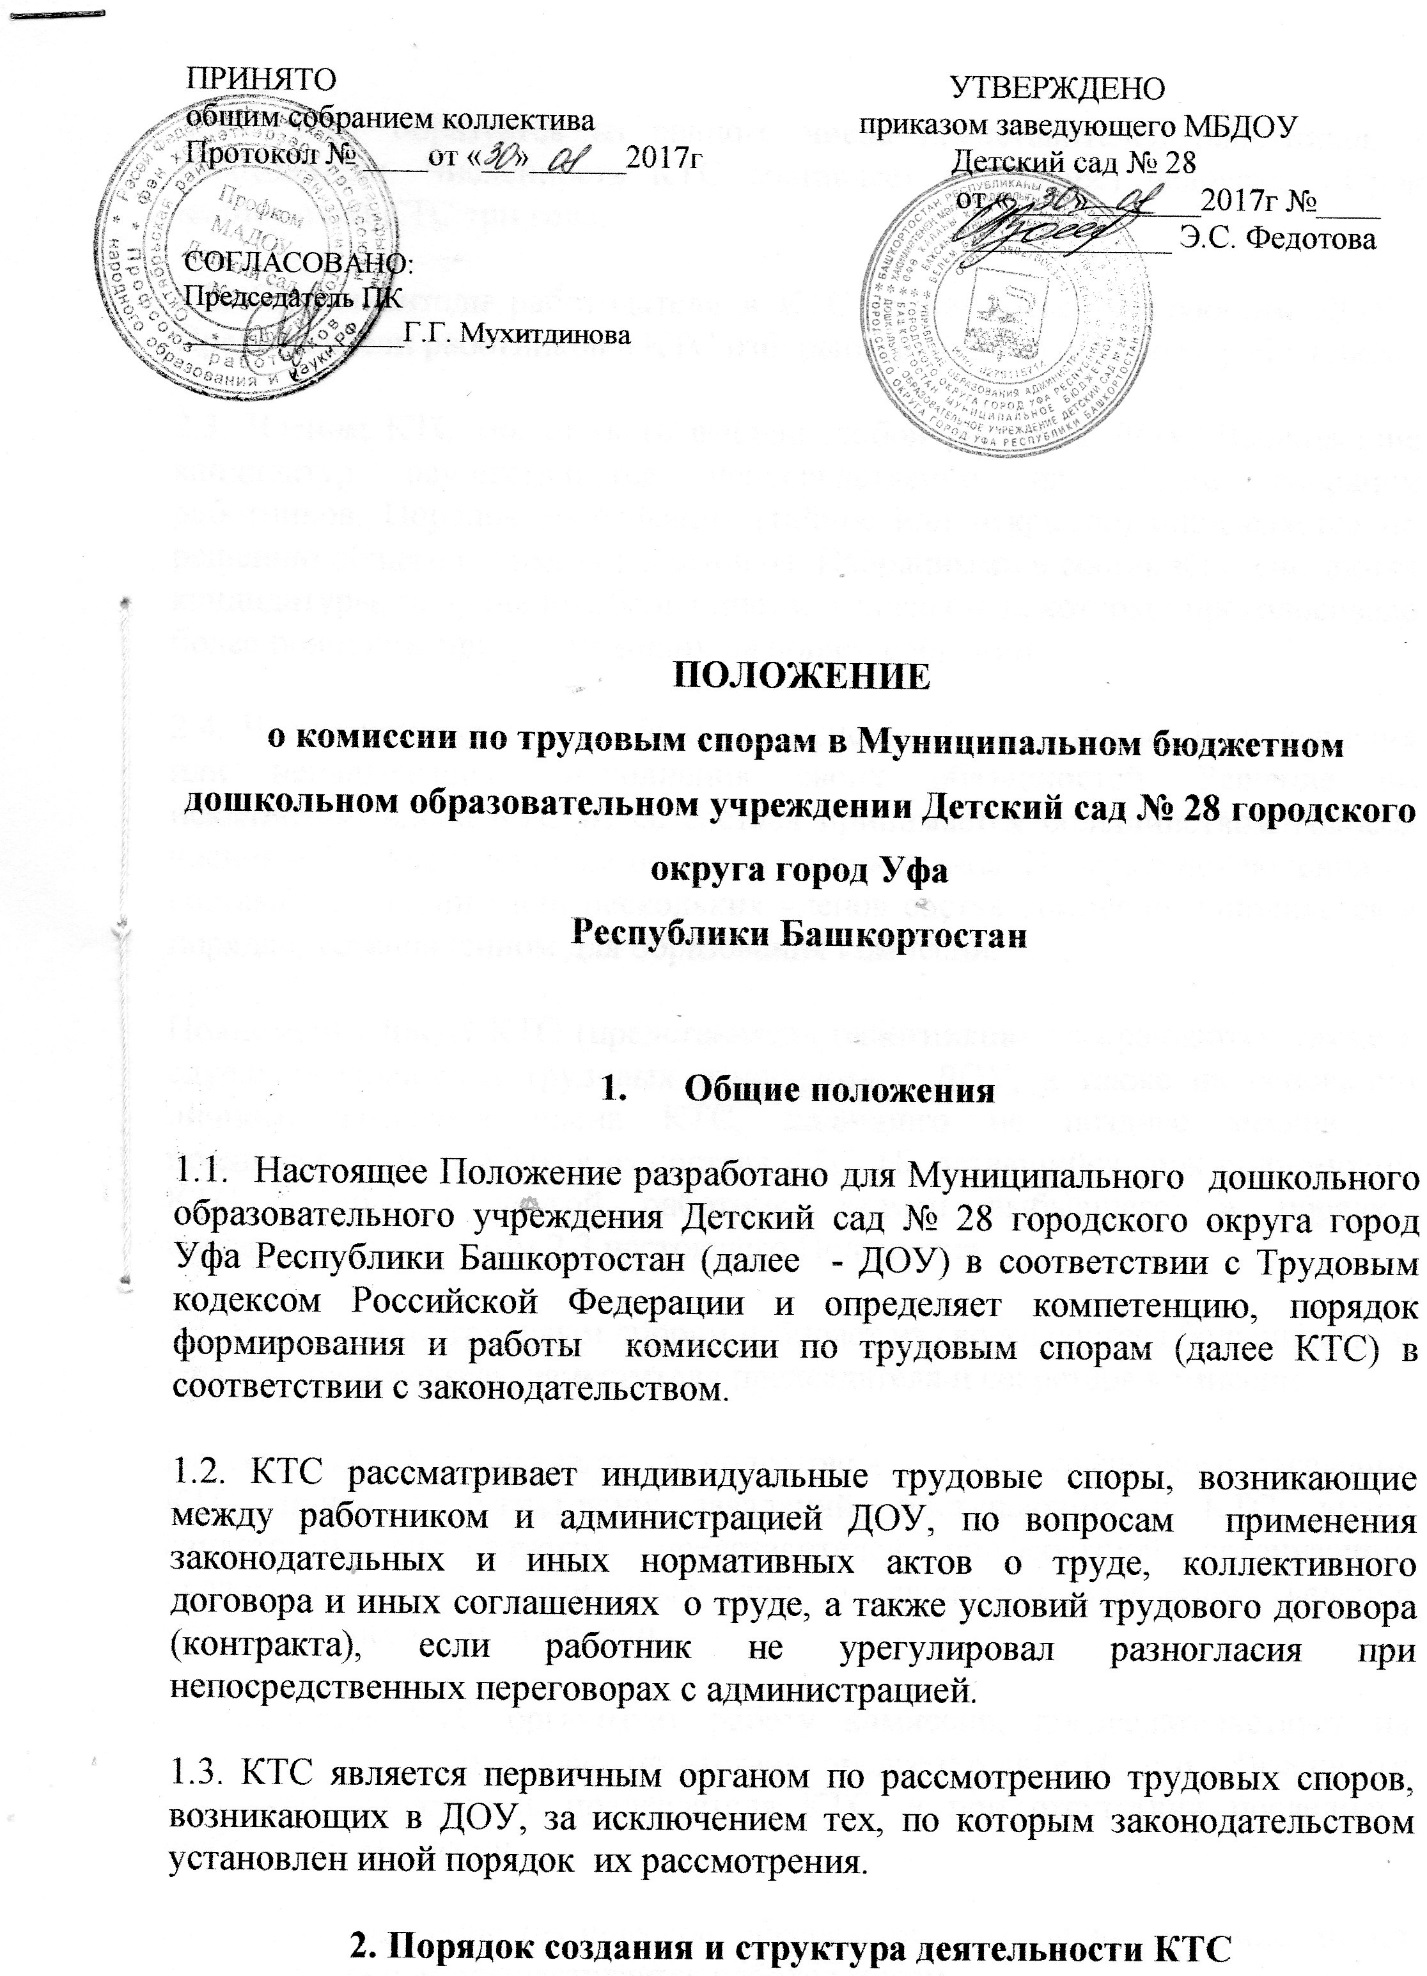 ПРИНЯТО
общим собранием коллектива
Протокол №_____от «30» 08 2017г
СОГЛАСОВАНО:
Председатель ПК
Г.Г. Мухитдинова
Профком
МАДОУ
Детский сад
УТВЕРЖДЕНО
приказом заведующего МБДОУ
Детский сад № 28
от «30» 08 2017г №____
Э.С. Федотова
ПОЛОЖЕНИЕ
о комиссии по трудовым спорам в Муниципальном бюджетном
дошкольном образовательном учреждении Детский сад № 28 городского
округа город Уфа
Республики Башкортостан
1. Общие положения
1.1. Настоящее Положение разработано для Муниципального дошкольного
образовательного учреждения Детский сад № 28 городского округа город
Уфа Республики Башкортостан (далее - ДОУ) в соответствии с Трудовым
кодексом Российской Федерации и определяет компетенцию, порядок
формирования и работы комиссии по трудовым спорам (далее КТС) в
соответствии с законодательством.
1.2. КТС рассматривает индивидуальные трудовые споры, возникающие
между работником и администрацией ДОУ, по вопросам применения
законодательных и иных нормативных актов о труде, коллективного
договора и иных соглашениях о труде, а также условий трудового договора
(контракта), если работник не урегулировал разногласия при
непосредственных переговорах с администрацией.
1.3. КТС является первичным органом по рассмотрению трудовых споров,
возникающих в ДОУ, за исключением тех, по которым законодательством
установлен иной порядок их рассмотрения.
2. Порядок создания и структура деятельности КТС